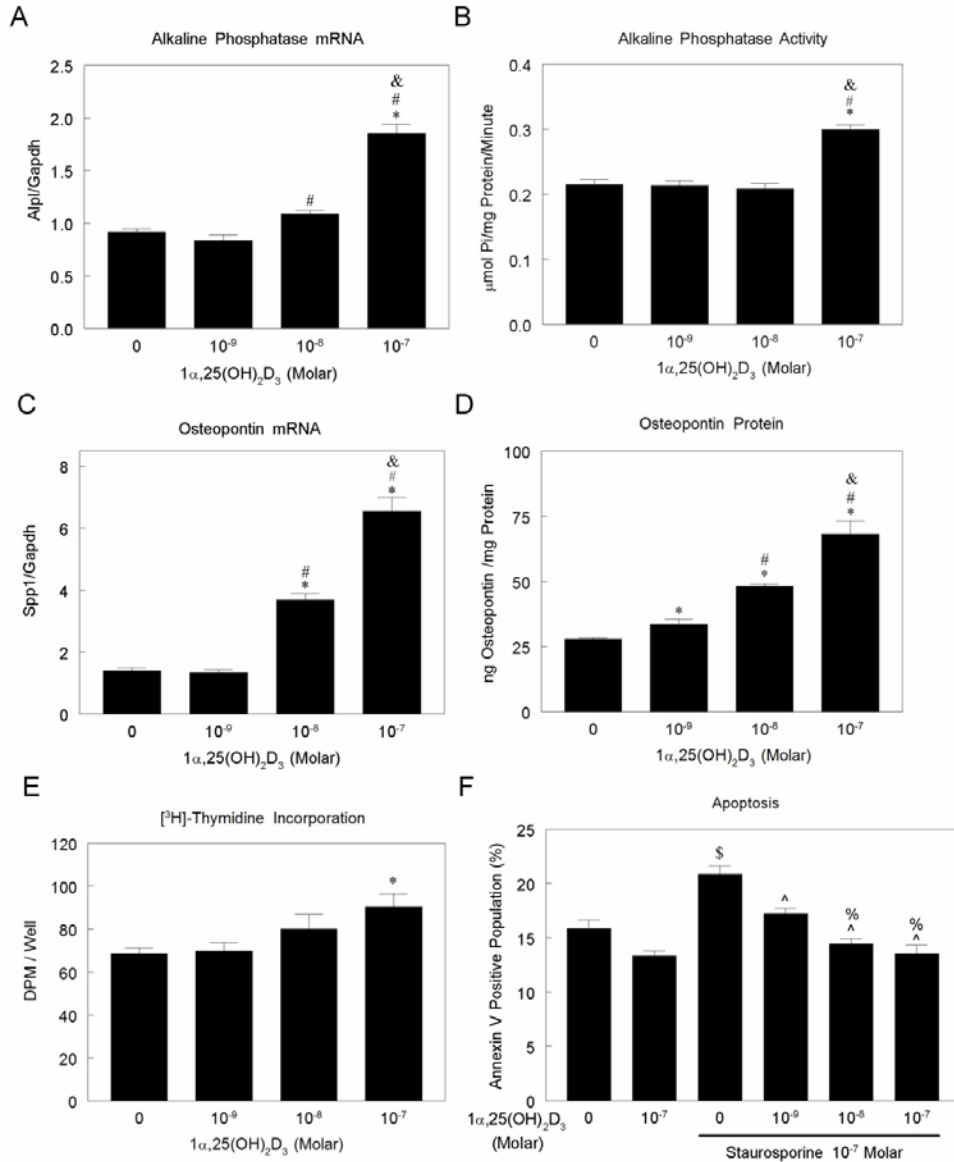 A
Alkaline Phosphatase mRNA
Alpl/Gapdh
2.5
2.0
1.5
1.0
0.5
0.0
&
#
*
#
0 10⁻⁹ 10⁻⁸ 10⁻⁷
1α,25(OH)₂D₃ (Molar)
B
Alkaline Phosphatase Activity
μmol Pi/mg Protein/Minute
0.4
0.3
0.2
0.1
0.0
&
#
*
0 10⁻⁹ 10⁻⁸ 10⁻⁷
1α,25(OH)₂D₃ (Molar)
C
Osteopontin mRNA
Spp1/Gapdh
8
6
4
2
0
&
#
*
#
*
0 10⁻⁹ 10⁻⁸ 10⁻⁷
1α,25(OH)₂D₃ (Molar)
D
Osteopontin Protein
ng Osteopontin /mg Protein
100
75
50
25
0
&
#
*
#
*
*
0 10⁻⁹ 10⁻⁸ 10⁻⁷
1α,25(OH)₂D₃ (Molar)
E
[³H]-Thymidine Incorporation
DPM / Well
120
100
80
60
40
20
0
*
0 10⁻⁹ 10⁻⁸ 10⁻⁷
1α,25(OH)₂D₃ (Molar)
F
Apoptosis
Annexin V Positive Population (%)
25
20
15
10
5
0
$
^
%
^
%
^
1α,25(OH)₂D₃ 0 10⁻⁷ 0 10⁻⁹ 10⁻⁸ 10⁻⁷
(Molar)
Staurosporine 10⁻⁷ Molar